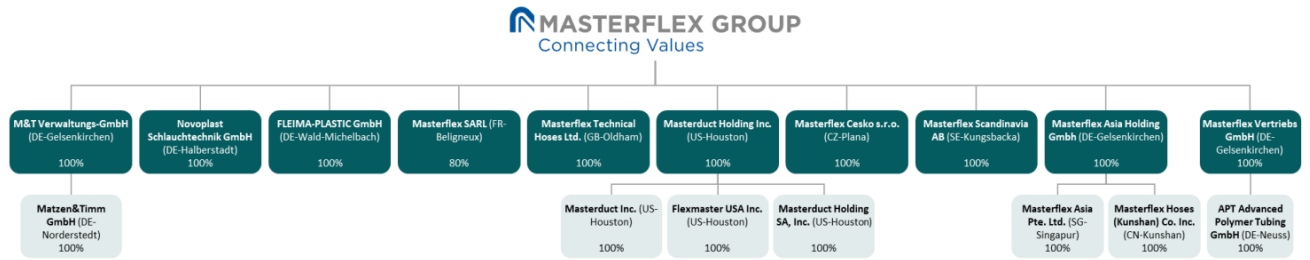 MASTERFLEX GROUP
Connecting Values
M&T Verwaltungs-GmbH
(DE-Gelsenkirchen)
100%
Novoplast
Schlauchtechnik GmbH
(DE-Halberstadt)
100%
FLEIMA-PLASTIC GmbH
(DE-Wald-Michelbach)
100%
Masterflex SARL (FR-
Beligneux)
80%
Masterflex Technical
Hoses Ltd. (GB-Oldham)
100%
Masterduct Holding Inc.
(US-Houston)
100%
Masterflex Cesko s.r.o.
(CZ-Plana)
100%
Masterflex Scandinavia
AB (SE-Kungsbacka)
100%
Masterflex Asia Holding
Gmbh (DE-Gelsenkirchen)
100%
Masterflex Vertriebs
GmbH (DE-
Gelsenkirchen)
100%
Matzen&Timm
GmbH (DE-
Norderstedt)
100%
Masterduct Inc. (US-
Houston)
100%
Flexmaster USA Inc.
(US-Houston)
100%
Masterduct Holding
SA, Inc. (US-Houston)
100%
Masterflex Asia
Pte. Ltd. (SG-
Singapur)
100%
Masterflex Hoses
(Kunshan) Co. Inc.
(CN-Kunshan)
100%
APT Advanced
Polymer Tubing
GmbH (DE-Neuss)
100%